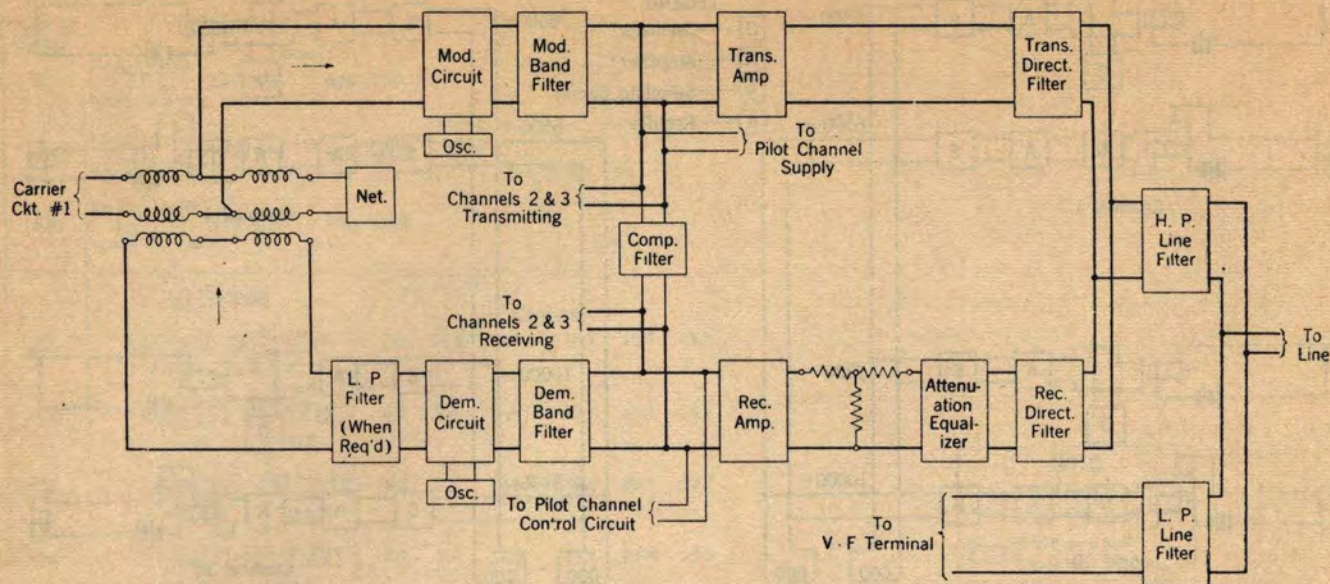 Mod.
Circuit
Mod.
Band
Filter
Trans.
Amp
Trans.
Direct.
Filter
Osc.
To
Pilot Channel
Supply
Carrier
Ckt. #1
Net.
To
Channels 2 & 3
Transmitting
H. P.
Line
Filter
Comp.
Filter
To
Channels 2 & 3
Receiving
To
Line
L. P
Filter
(When
Req'd)
Dem.
Circuit
Dem.
Band
Filter
Rec.
Amp.
Attenu-
ation
Equal-
izer
Rec.
Direct.
Filter
Osc.
To Pilot Channel
Control Circuit
To
V - F Terminal
L. P.
Line
Filter